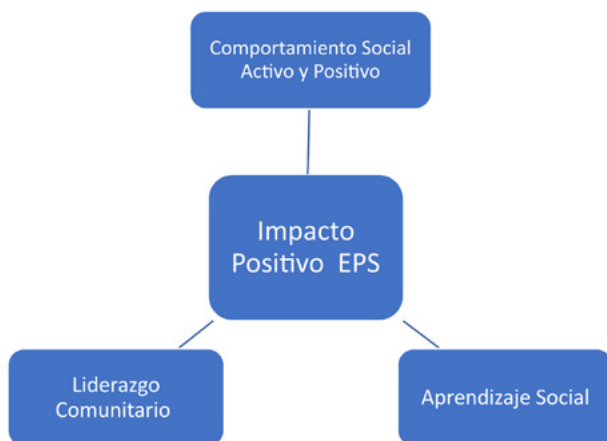 Comportamiento Social
Activo y Positivo
Impacto
Positivo EPS
Liderazgo
Comunitario
Aprendizaje Social